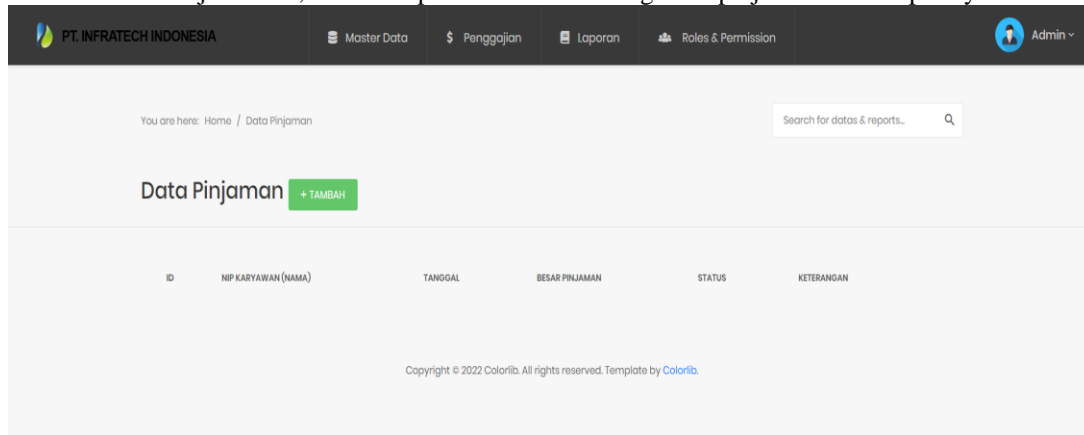 PT. INFRATECH INDONESIA Master Data $ Penggajian Laporan Roles & Permission Admin
You are here: Home / Data Pinjaman Search for datas & reports...
Data Pinjaman + TAMBAH
ID NIP KARYAWAN (NAMA) TANGGAL BESAR PINJAMAN STATUS KETERANGAN
Copyright © 2022 Colorlib. All rights reserved. Template by Colorlib.